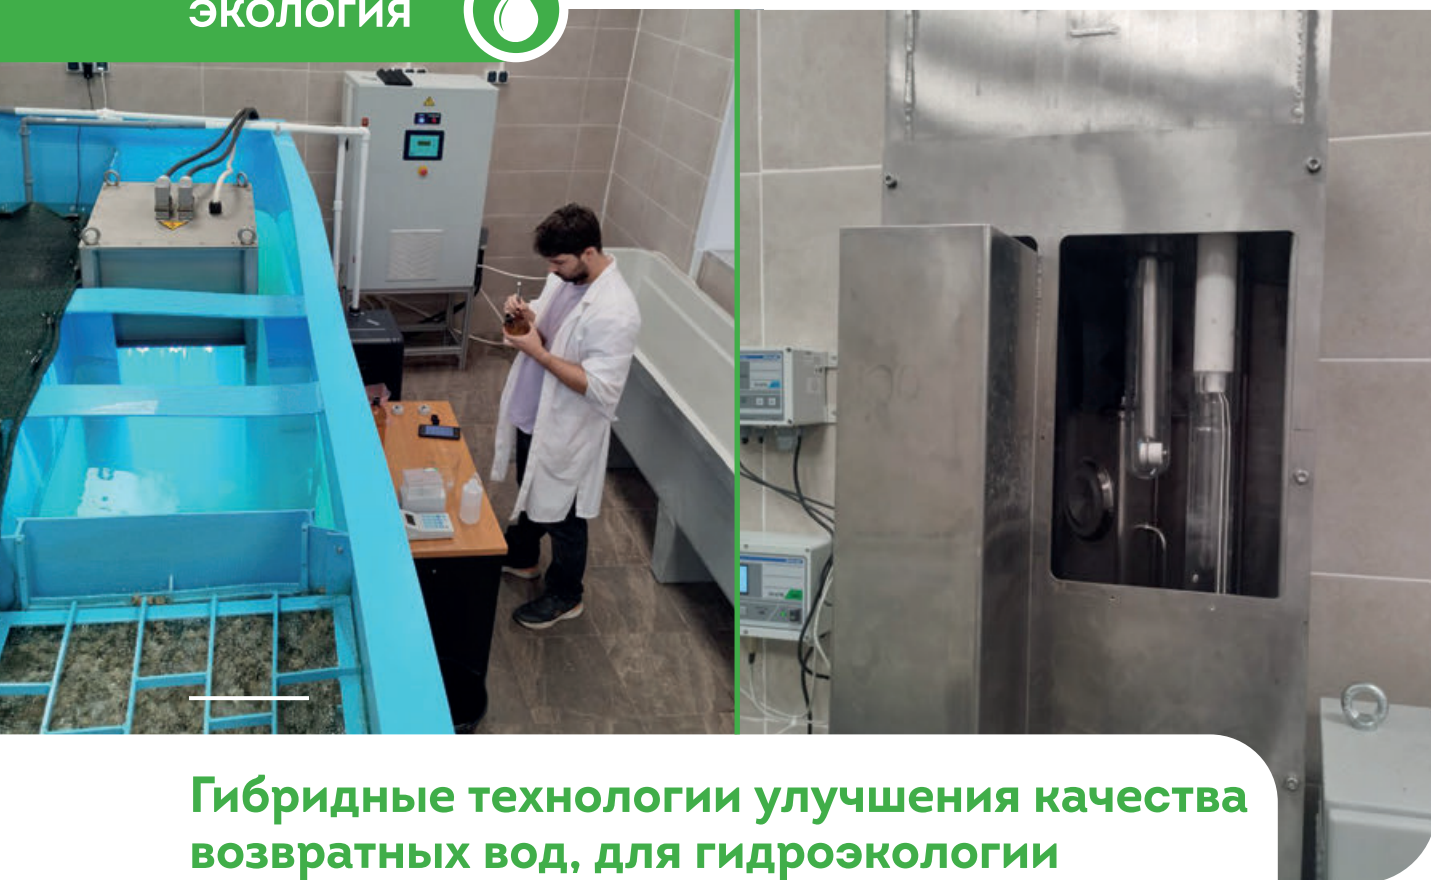 экология
Гибридные технологии улучшения качества
возвратных вод, для гидроэкологии